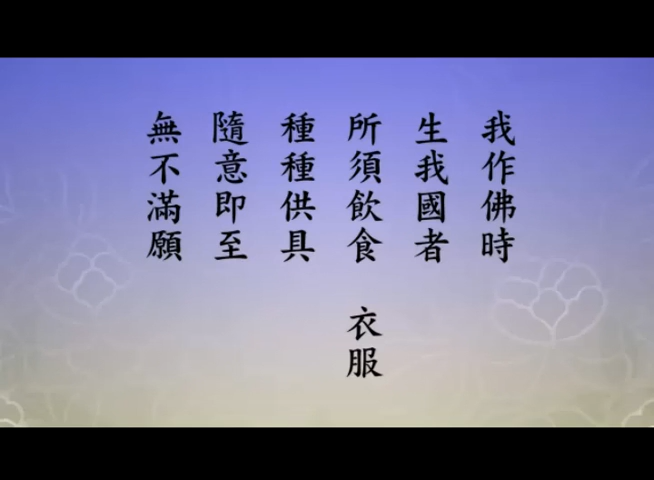 我作佛時
生我國者
所須飲食 衣服
種種供具
隨意即至
無不滿願